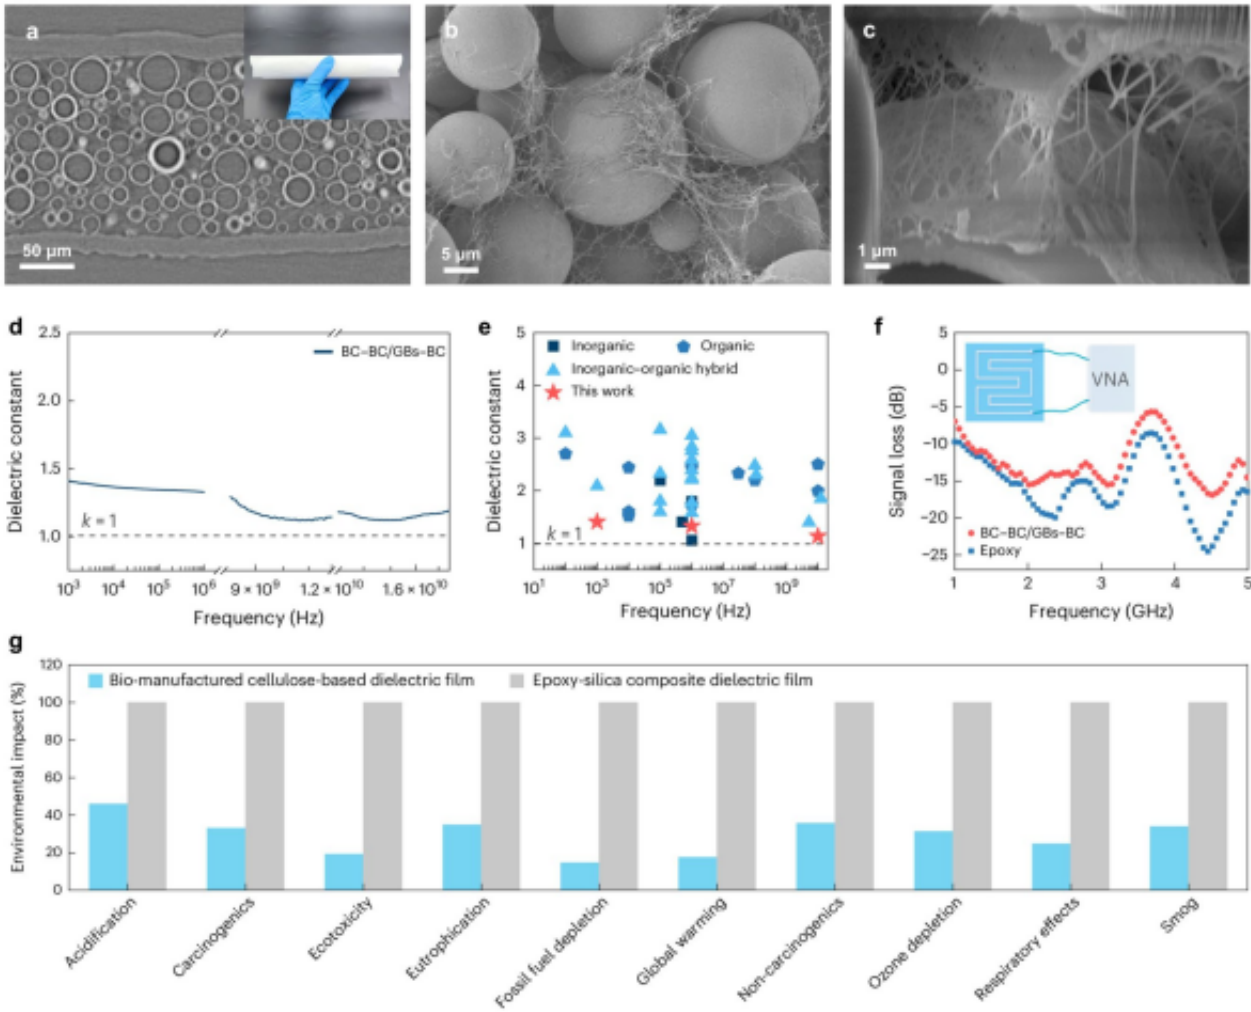 a
50 μm
b
5 μm
c
1 μm
d
2.5
2.0
1.5
1.0
Dielectric constant
BC–BC/GBs–BC
k = 1
10³ 10⁴ 10⁵ 10⁶ 9 × 10⁹ 1.2 × 10¹⁰ 1.6 × 10¹⁰
Frequency (Hz)
e
5
4
3
2
1
Dielectric constant
Inorganic Organic
Inorganic–organic hybrid
This work
k = 1
10¹ 10³ 10⁵ 10⁷ 10⁹
Frequency (Hz)
f
5
0
−5
−10
−15
−20
−25
Signal loss (dB)
VNA
BC–BC/GBs–BC
Epoxy
1 2 3 4 5
Frequency (GHz)
g
120
100
80
60
40
20
0
Environmental impact (%)
Bio-manufactured cellulose-based dielectric film Epoxy-silica composite dielectric film
Acidification
Carcinogenics
Ecotoxicity
Eutrophication
Fossil fuel depletion
Global warming
Non-carcinogenics
Ozone depletion
Respiratory effects
Smog